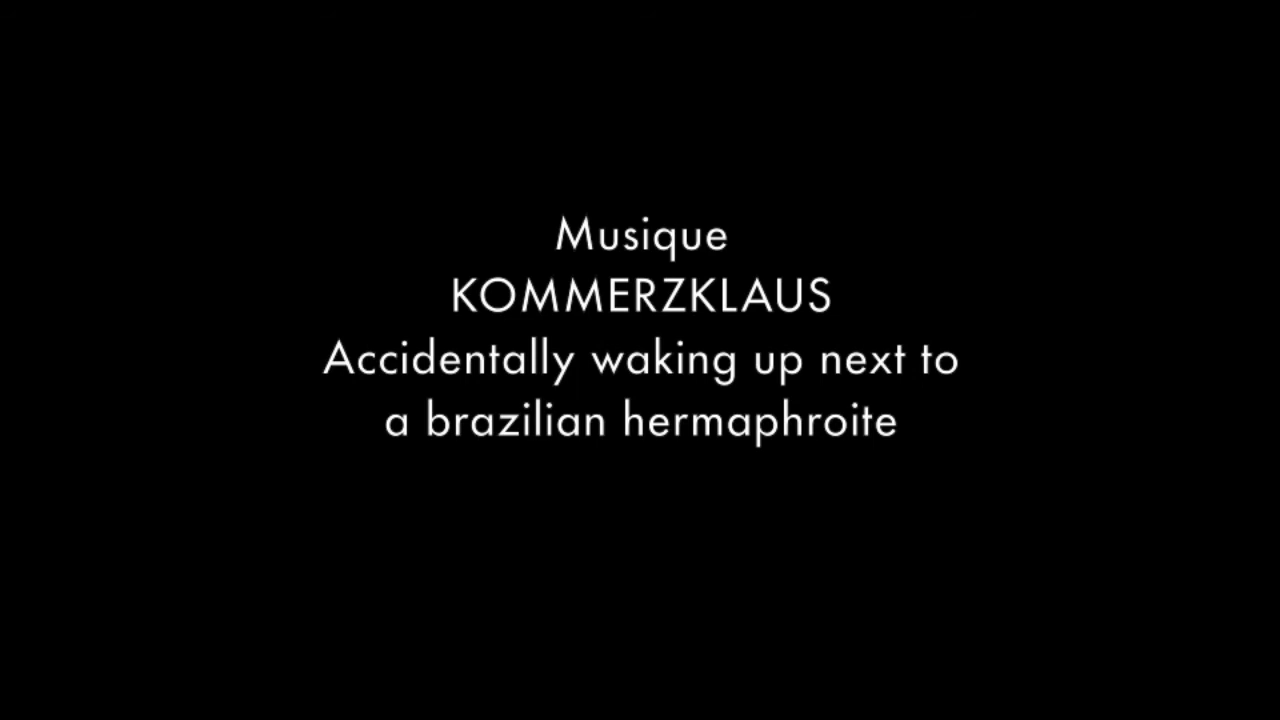 Musique
KOMMERZKLAUS
Accidentally waking up next to
a brazilian hermaphroite